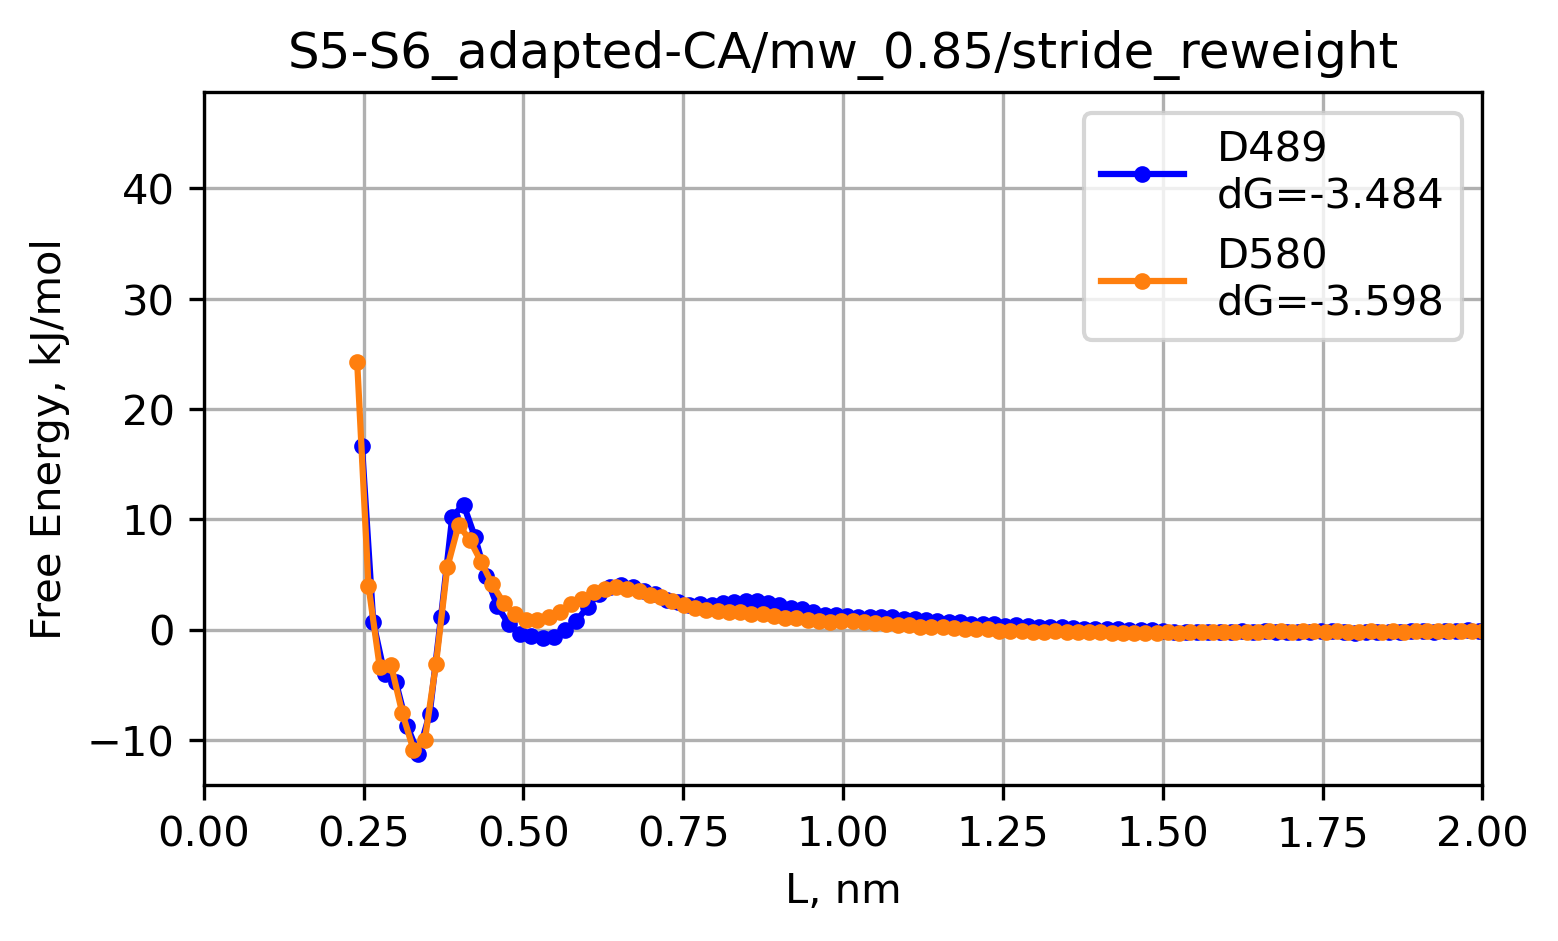 S5-S6_adapted-CA/mw_0.85/stride_reweight
D489
dG=-3.484
D580
dG=-3.598
Free Energy, kJ/mol
40
30
20
10
0
−10
0.00 0.25 0.50 0.75 1.00 1.25 1.50 1.75 2.00
L, nm